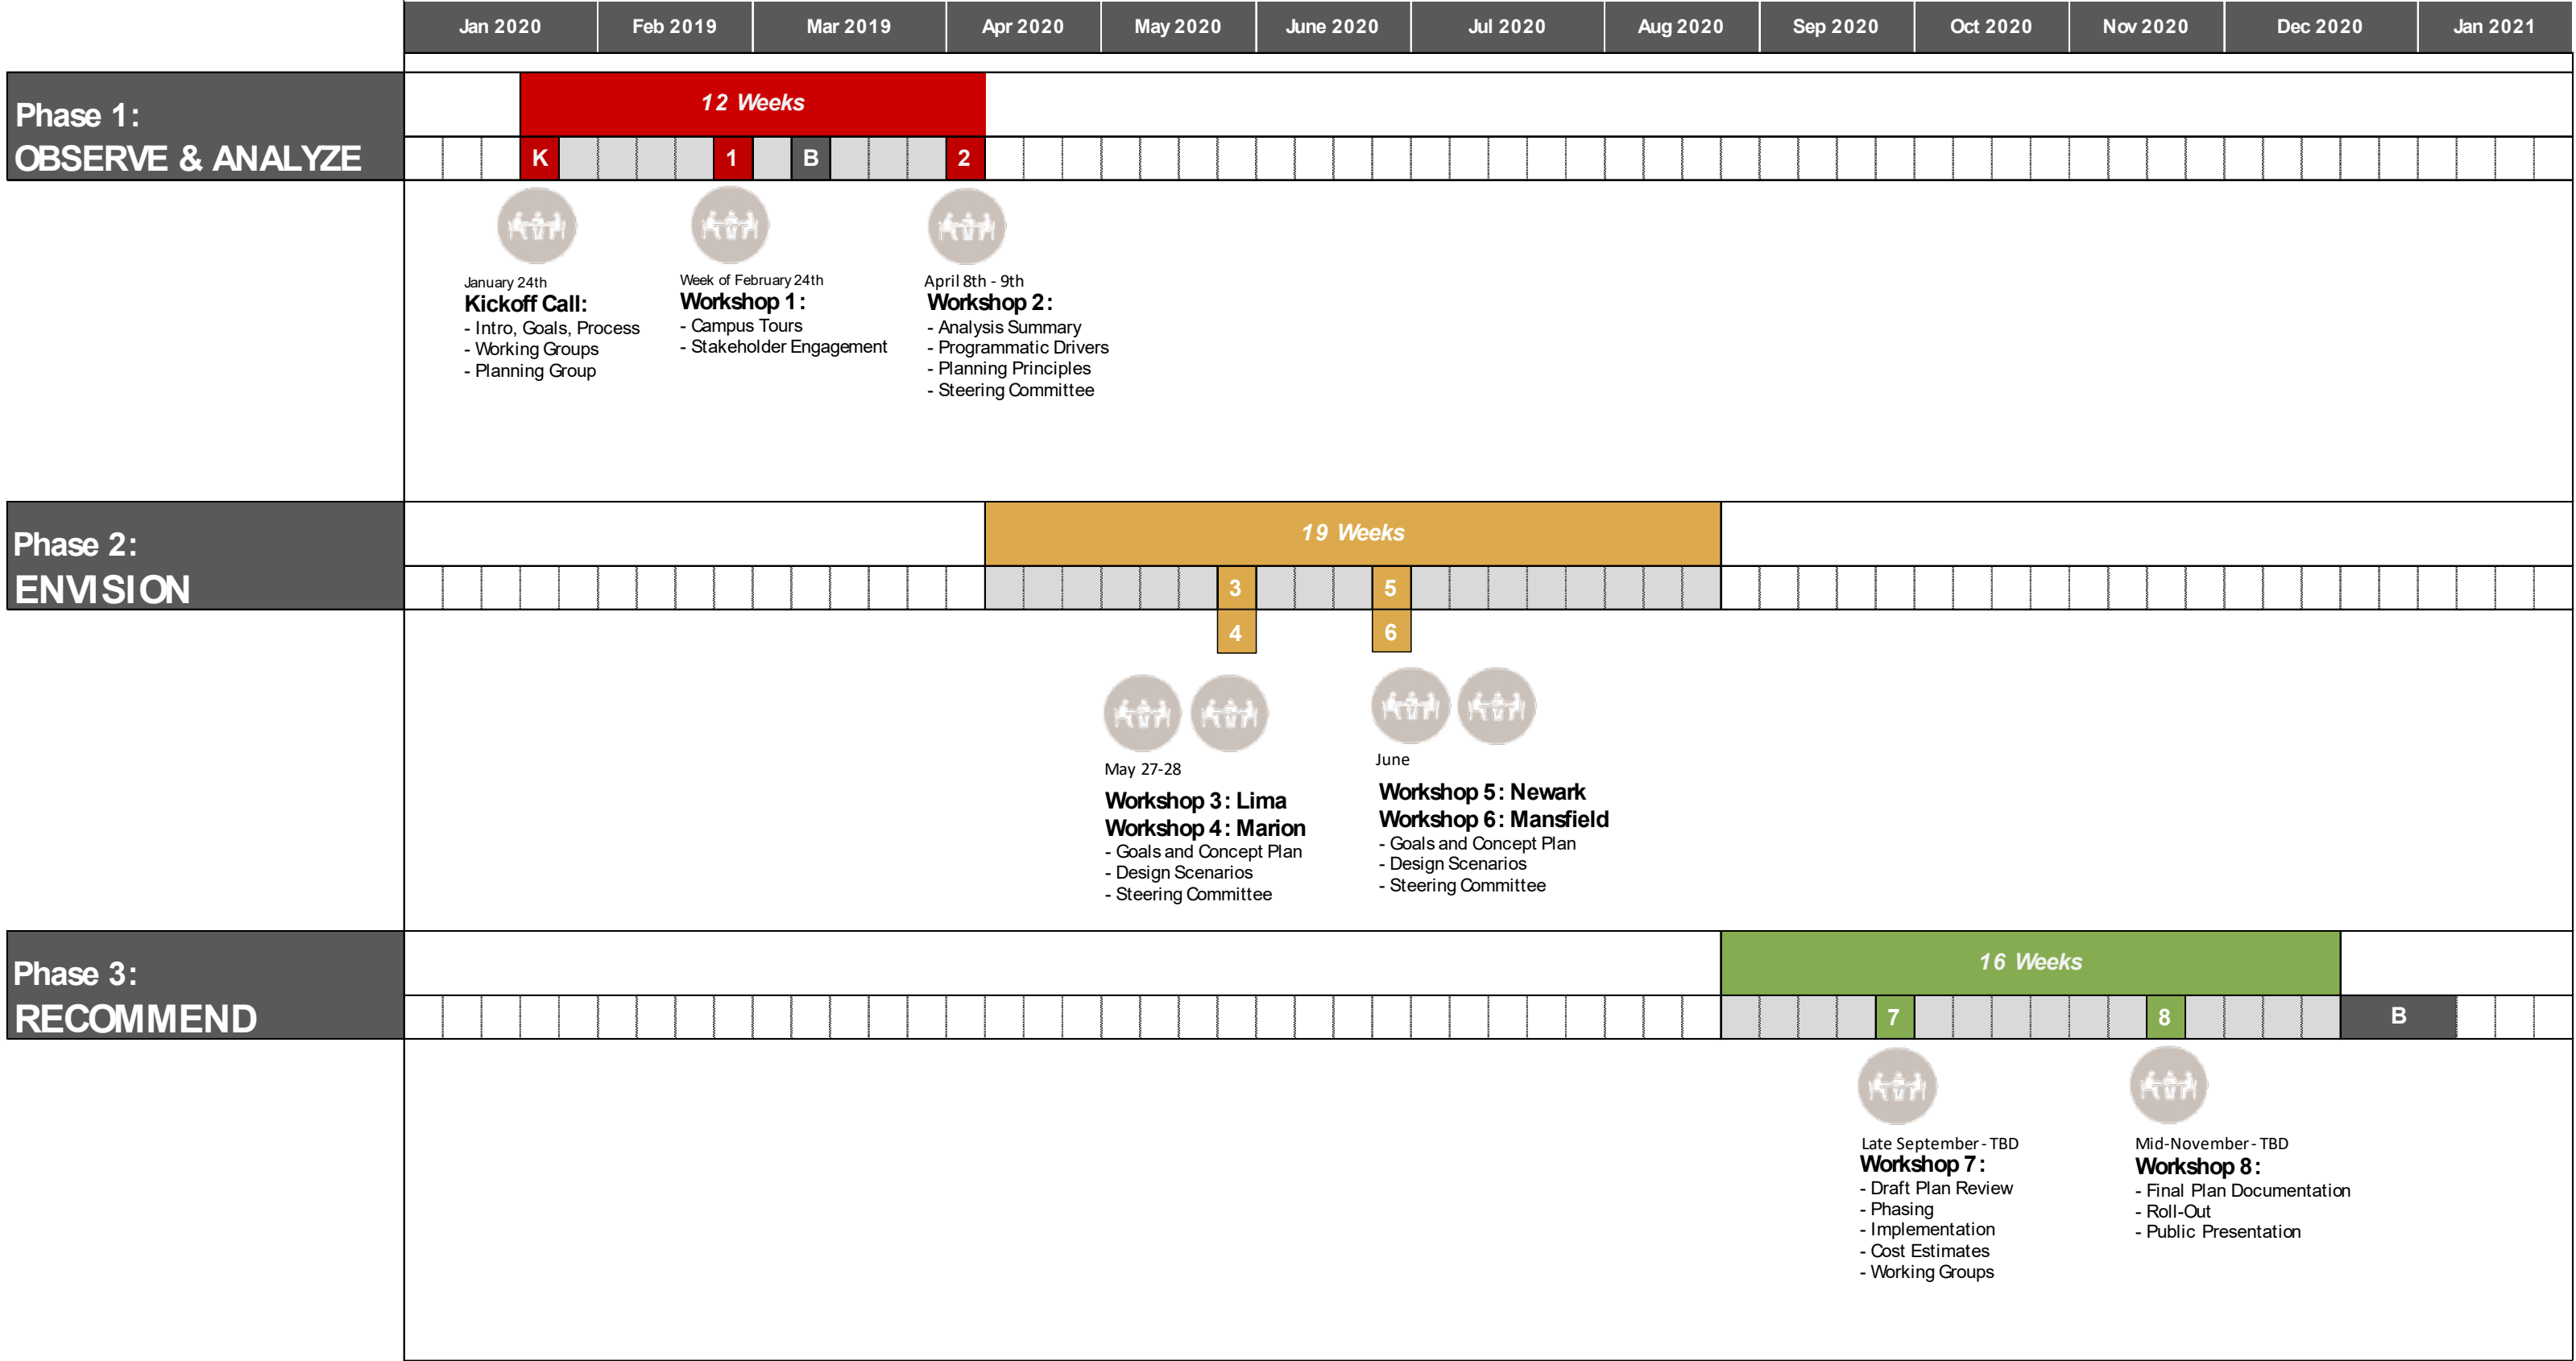 Jan 2020 Feb 2019 Mar 2019 Apr 2020 May 2020 June 2020 Jul 2020 Aug 2020 Sep 2020 Oct 2020 Nov 2020 Dec 2020 Jan 2021
Phase 1:
OBSERVE & ANALYZE
12 Weeks
K 1 B 2
January 24th
Kickoff Call:
- Intro, Goals, Process
- Working Groups
- Planning Group
Week of February 24th
Workshop 1:
- Campus Tours
- Stakeholder Engagement
April 8th - 9th
Workshop 2:
- Analysis Summary
- Programmatic Drivers
- Planning Principles
- Steering Committee
Phase 2:
ENVISION
19 Weeks
3 5
4 6
May 27-28
Workshop 3: Lima
Workshop 4: Marion
- Goals and Concept Plan
- Design Scenarios
- Steering Committee
June
Workshop 5: Newark
Workshop 6: Mansfield
- Goals and Concept Plan
- Design Scenarios
- Steering Committee
Phase 3:
RECOMMEND
16 Weeks
7 8 B
Late September - TBD
Workshop 7:
- Draft Plan Review
- Phasing
- Implementation
- Cost Estimates
- Working Groups
Mid-November - TBD
Workshop 8:
- Final Plan Documentation
- Roll-Out
- Public Presentation